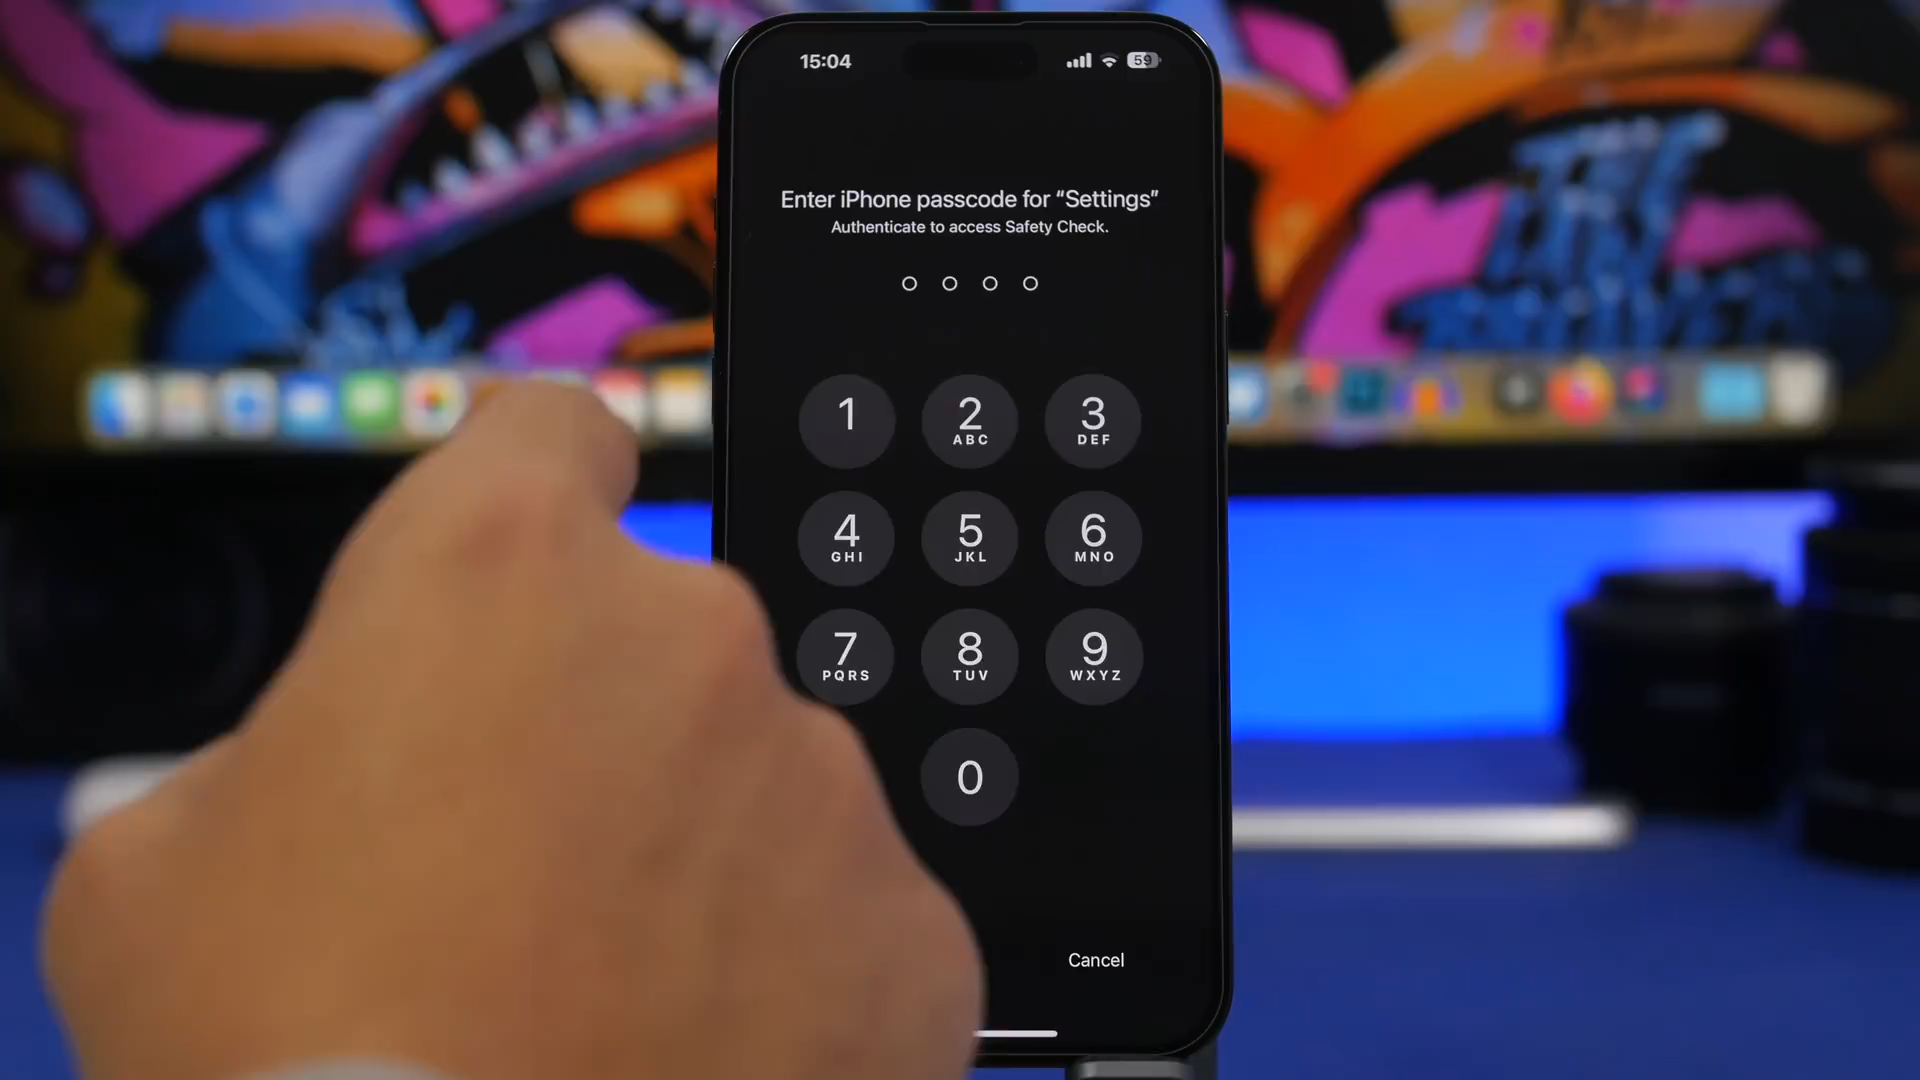 15:04
59
Enter iPhone passcode for “Settings”
Authenticate to access Safety Check.
1
2
ABC
3
DEF
4
GHI
5
JKL
6
MNO
7
PQRS
8
TUV
9
WXYZ
0
Cancel